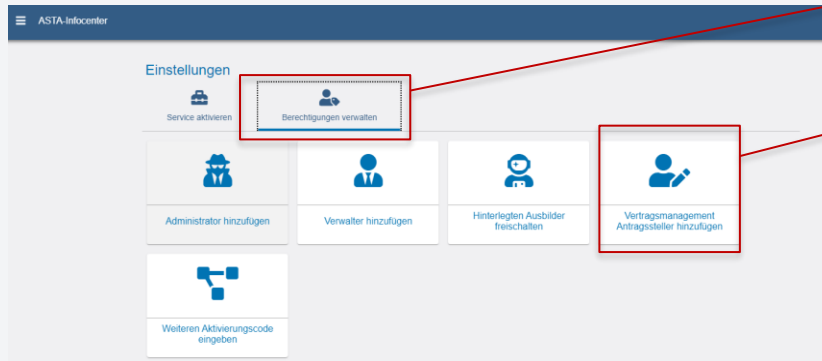 ASTA-Infocenter
Einstellungen
Service aktivieren
Berechtigungen verwalten
Administrator hinzufügen
Verwalter hinzufügen
Hinterlegten Ausbilder
freischalten
Vertragsmanagement
Antragssteller hinzufügen
Weiteren Aktivierungscode
eingeben